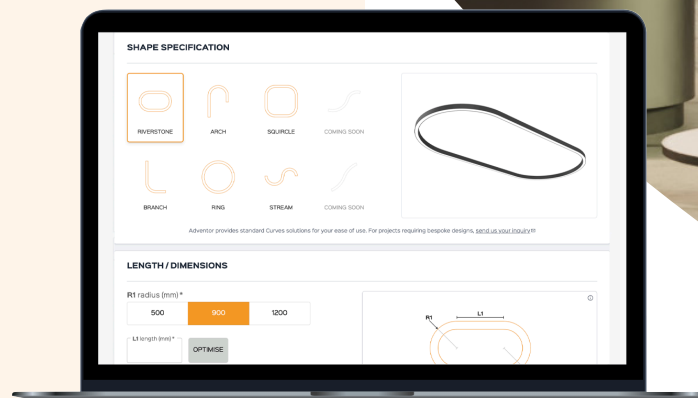 SHAPE SPECIFICATION
RIVERSTONE
ARCH
SQUIRCLE
COMING SOON
BRANCH
RING
STREAM
COMING SOON
Adventor provides standard Curves solutions for your ease of use. For projects requiring bespoke designs, send us your inquiry
LENGTH / DIMENSIONS
R1 radius (mm)*
500
900
1200
L1 length (mm)*
OPTIMISE
R1
L1